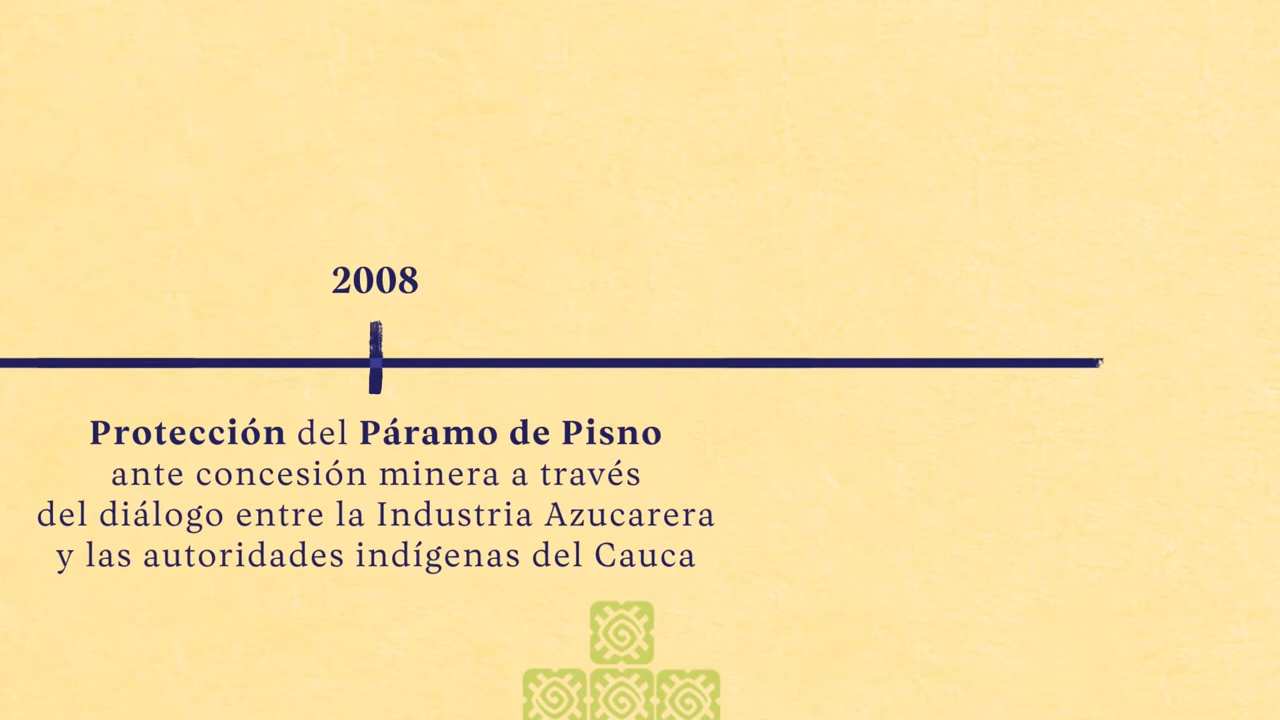 2008
Protección del Páramo de Pisno
ante concesión minera a través
del diálogo entre la Industria Azucarera
y las autoridades indígenas del Cauca